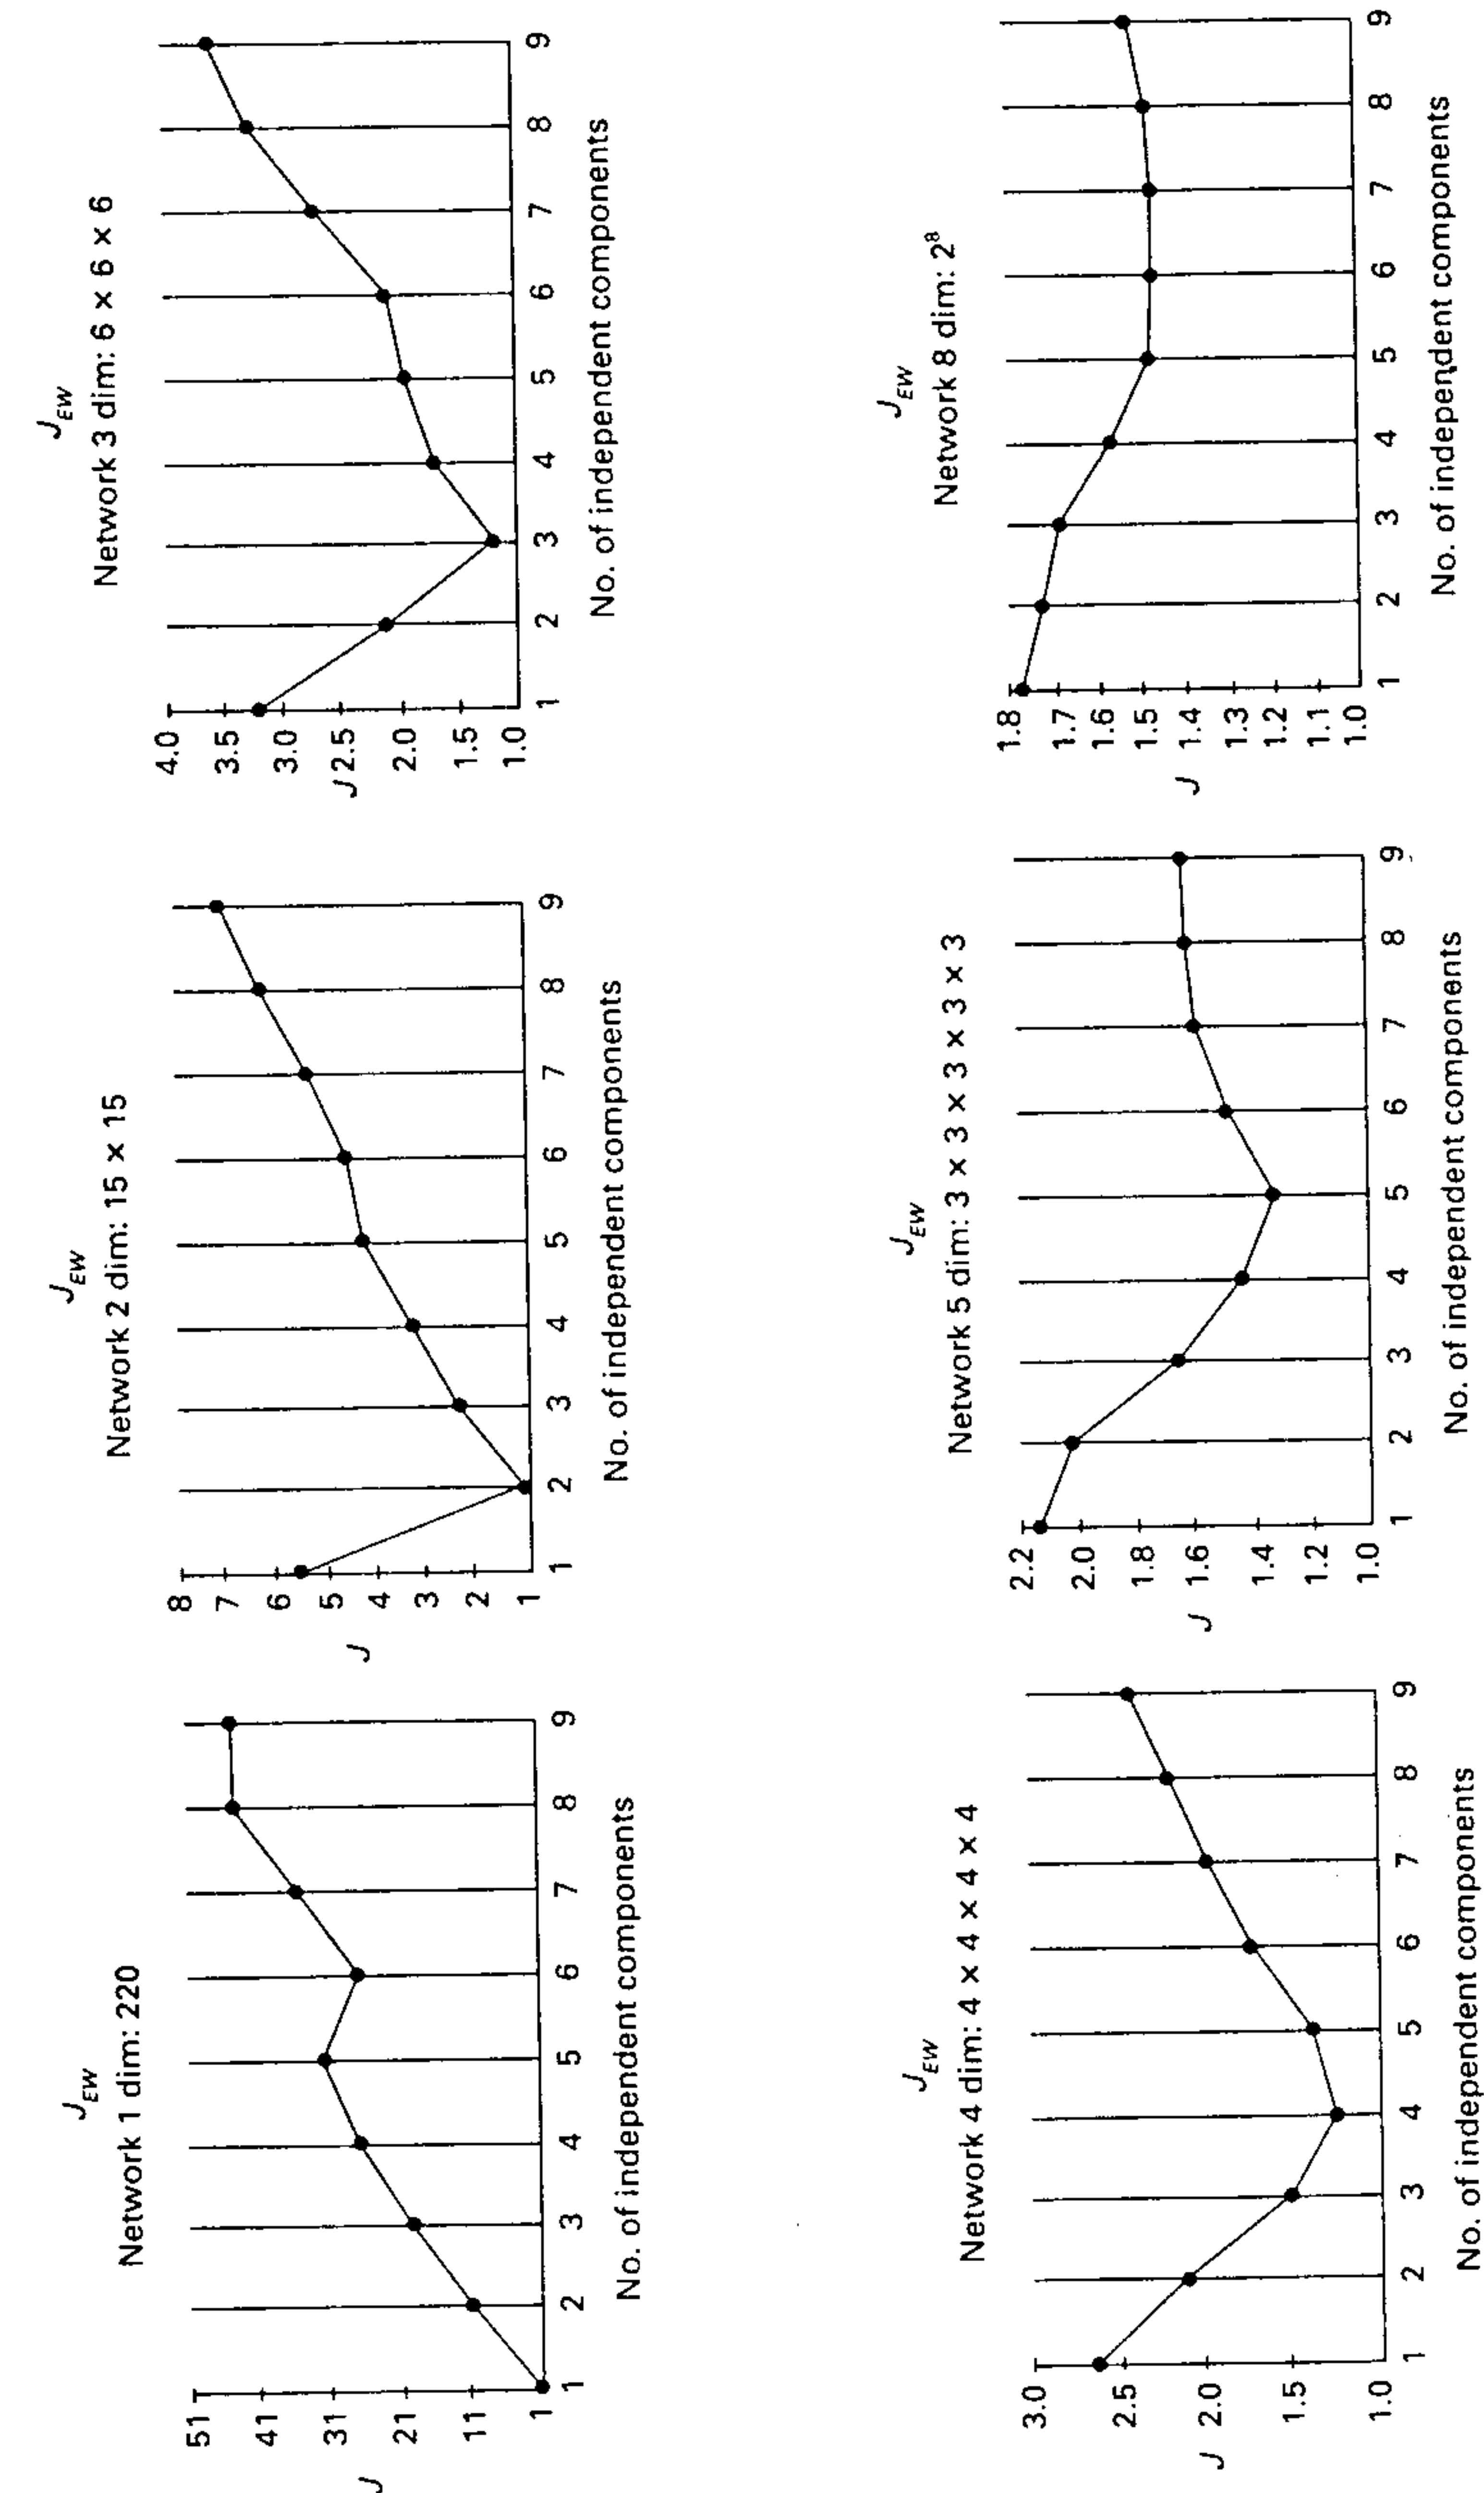 J_EW
Network 1 dim: 220
51
41
31
21
11
1
J
1 2 3 4 5 6 7 8 9
No. of independent components
J_EW
Network 2 dim: 15 × 15
8
7
6
5
4
3
2
1
J
1 2 3 4 5 6 7 8 9
No. of independent components
J_EW
Network 3 dim: 6 × 6 × 6
4.0
3.5
3.0
J 2.5
2.0
1.5
1.0
1 2 3 4 5 6 7 8 9
No. of independent components
J_EW
Network 4 dim: 4 × 4 × 4 × 4
3.0
2.5
2.0
1.5
1.0
J
1 2 3 4 5 6 7 8 9
No. of independent components
J_EW
Network 5 dim: 3 × 3 × 3 × 3 × 3
2.2
2.0
1.8
1.6
1.4
1.2
1.0
J
1 2 3 4 5 6 7 8 9
No. of independent components
J_EW
Network 8 dim: 2⁸
1.8
1.7
1.6
1.5
1.4
1.3
1.2
1.1
1.0
J
1 2 3 4 5 6 7 8 9
No. of independent components